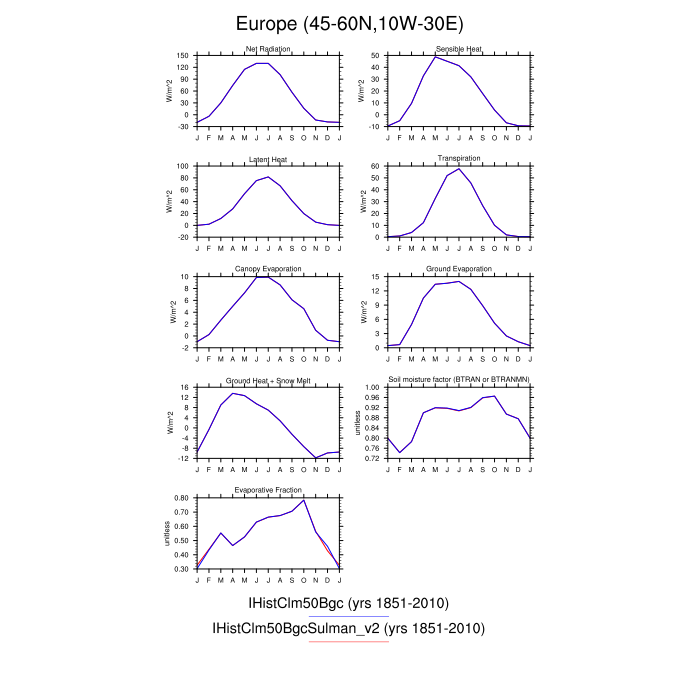 Europe (45-60N,10W-30E)
Net Radiation
W/m^2
150
120
90
60
30
0
-30
J F M A M J J A S O N D J
Sensible Heat
W/m^2
50
40
30
20
10
0
-10
J F M A M J J A S O N D J
Latent Heat
W/m^2
100
80
60
40
20
0
-20
J F M A M J J A S O N D J
Transpiration
W/m^2
60
50
40
30
20
10
0
J F M A M J J A S O N D J
Canopy Evaporation
W/m^2
10
8
6
4
2
0
-2
J F M A M J J A S O N D J
Ground Evaporation
W/m^2
15
12
9
6
3
0
J F M A M J J A S O N D J
Ground Heat + Snow Melt
W/m^2
16
12
8
4
0
-4
-8
-12
J F M A M J J A S O N D J
Soil moisture factor (BTRAN or BTRANMN)
unitless
1.00
0.96
0.92
0.88
0.84
0.80
0.76
0.72
J F M A M J J A S O N D J
Evaporative Fraction
unitless
0.80
0.70
0.60
0.50
0.40
0.30
J F M A M J J A S O N D J
IHistClm50Bgc (yrs 1851-2010)
IHistClm50BgcSulman_v2 (yrs 1851-2010)